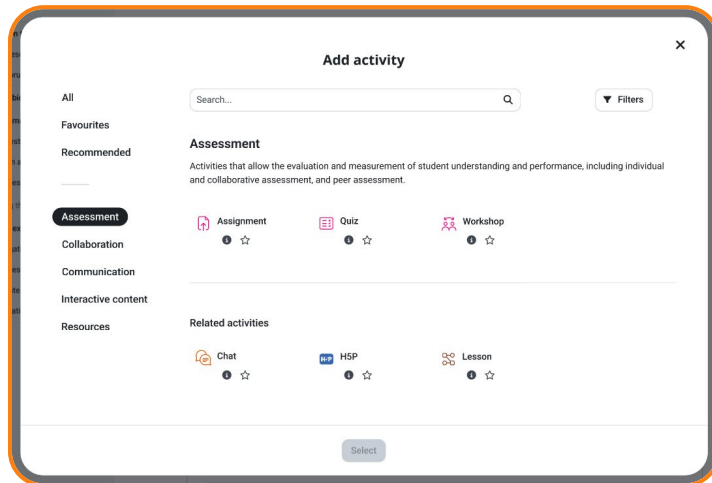 Add activity
All
Favourites
Recommended
Search...
Filters
Assessment
Activities that allow the evaluation and measurement of student understanding and performance, including individual
and collaborative assessment, and peer assessment.
Assessment
Collaboration
Communication
Interactive content
Resources
Assignment
Quiz
Workshop
Related activities
Chat
H5P
H-P
Lesson
Select